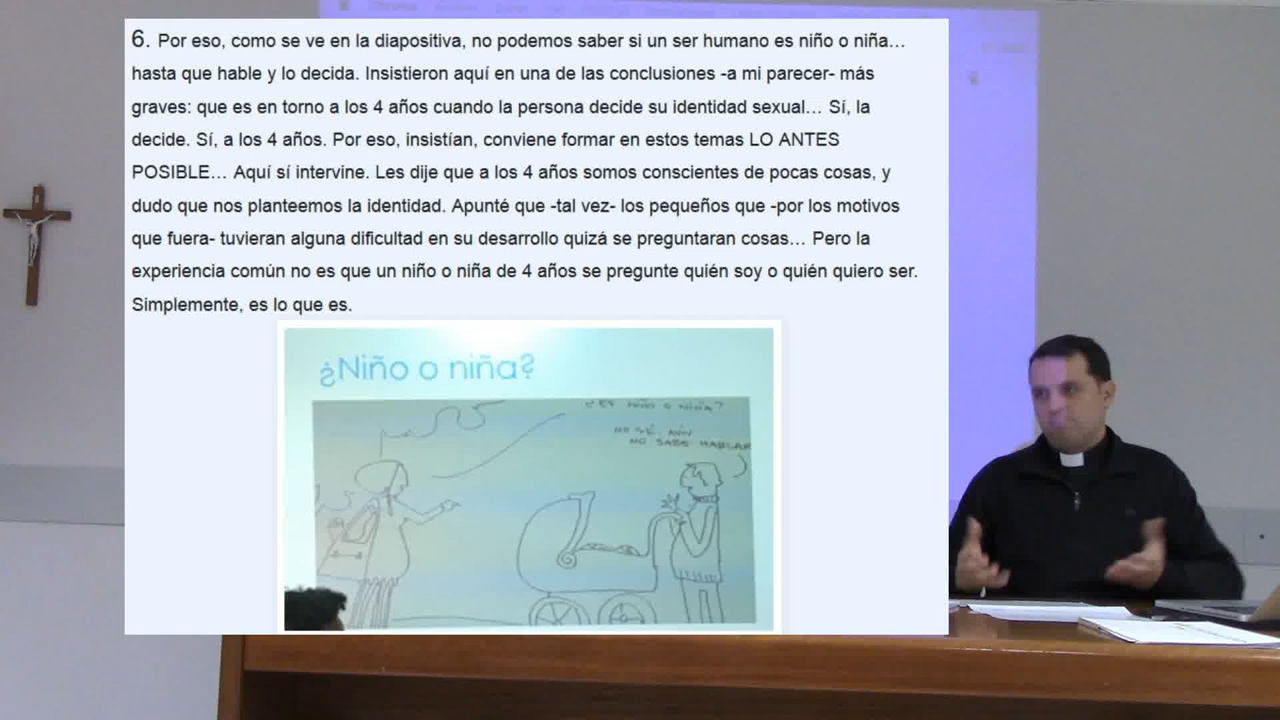 6. Por eso, como se ve en la diapositiva, no podemos saber si un ser humano es niño o niña…
hasta que hable y lo decida. Insistieron aquí en una de las conclusiones -a mi parecer- más
graves: que es en torno a los 4 años cuando la persona decide su identidad sexual… Sí, la
decide. Sí, a los 4 años. Por eso, insistían, conviene formar en estos temas LO ANTES
POSIBLE… Aquí sí intervine. Les dije que a los 4 años somos conscientes de pocas cosas, y
dudo que nos planteemos la identidad. Apunté que -tal vez- los pequeños que -por los motivos
que fuera- tuvieran alguna dificultad en su desarrollo quizá se preguntaran cosas… Pero la
experiencia común no es que un niño o niña de 4 años se pregunte quién soy o quién quiero ser.
Simplemente, es lo que es.
¿Niño o niña?
¿ES NIÑO O NIÑA?
NO SÉ. AÚN
NO SABE HABLAR